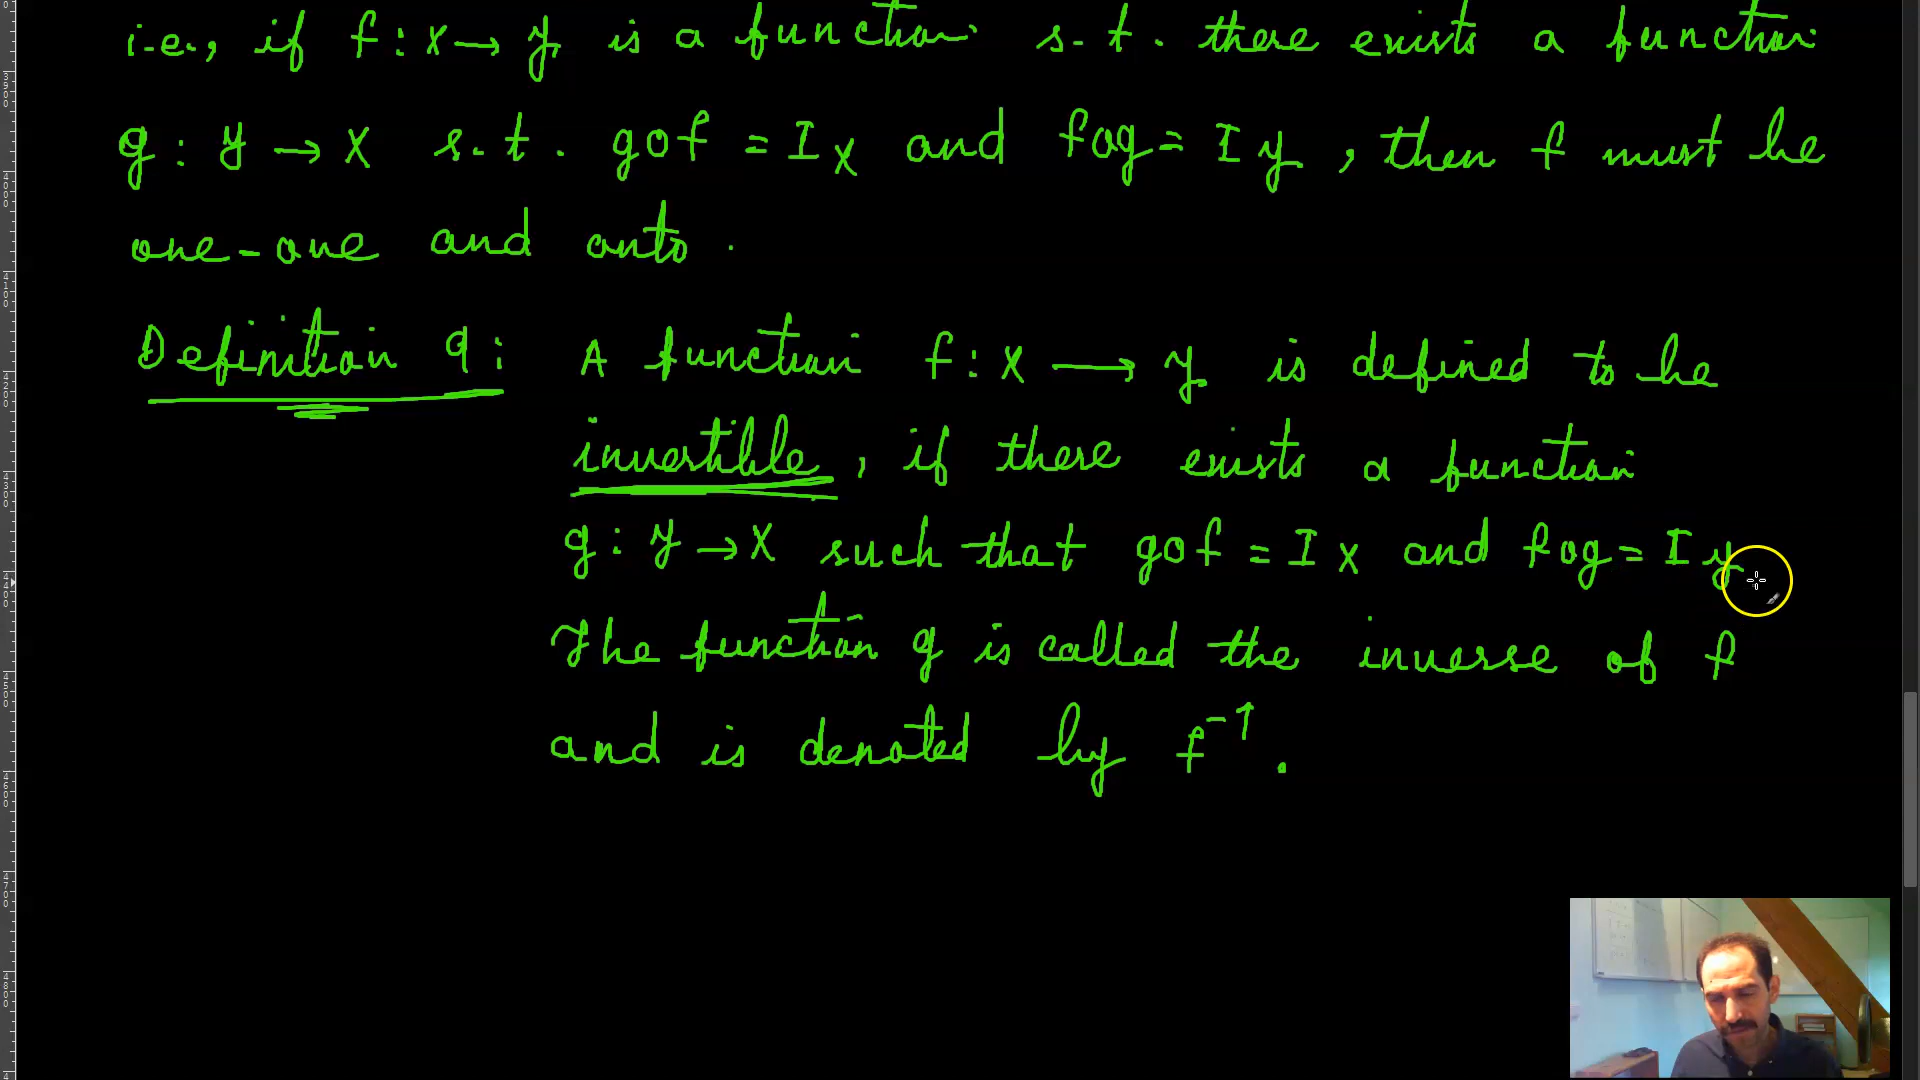 i.e., if f : X → Y is a function s.t. there exists a function
g : Y → X s.t. gof = I X and fog = I Y , then f must be
one-one and onto .
Definition 9 : A function f : X → Y is defined to be
invertible , if there exists a function
g : Y → X such that gof = I X and fog = I Y
The function g is called the inverse of f
and is denoted by f⁻¹ .